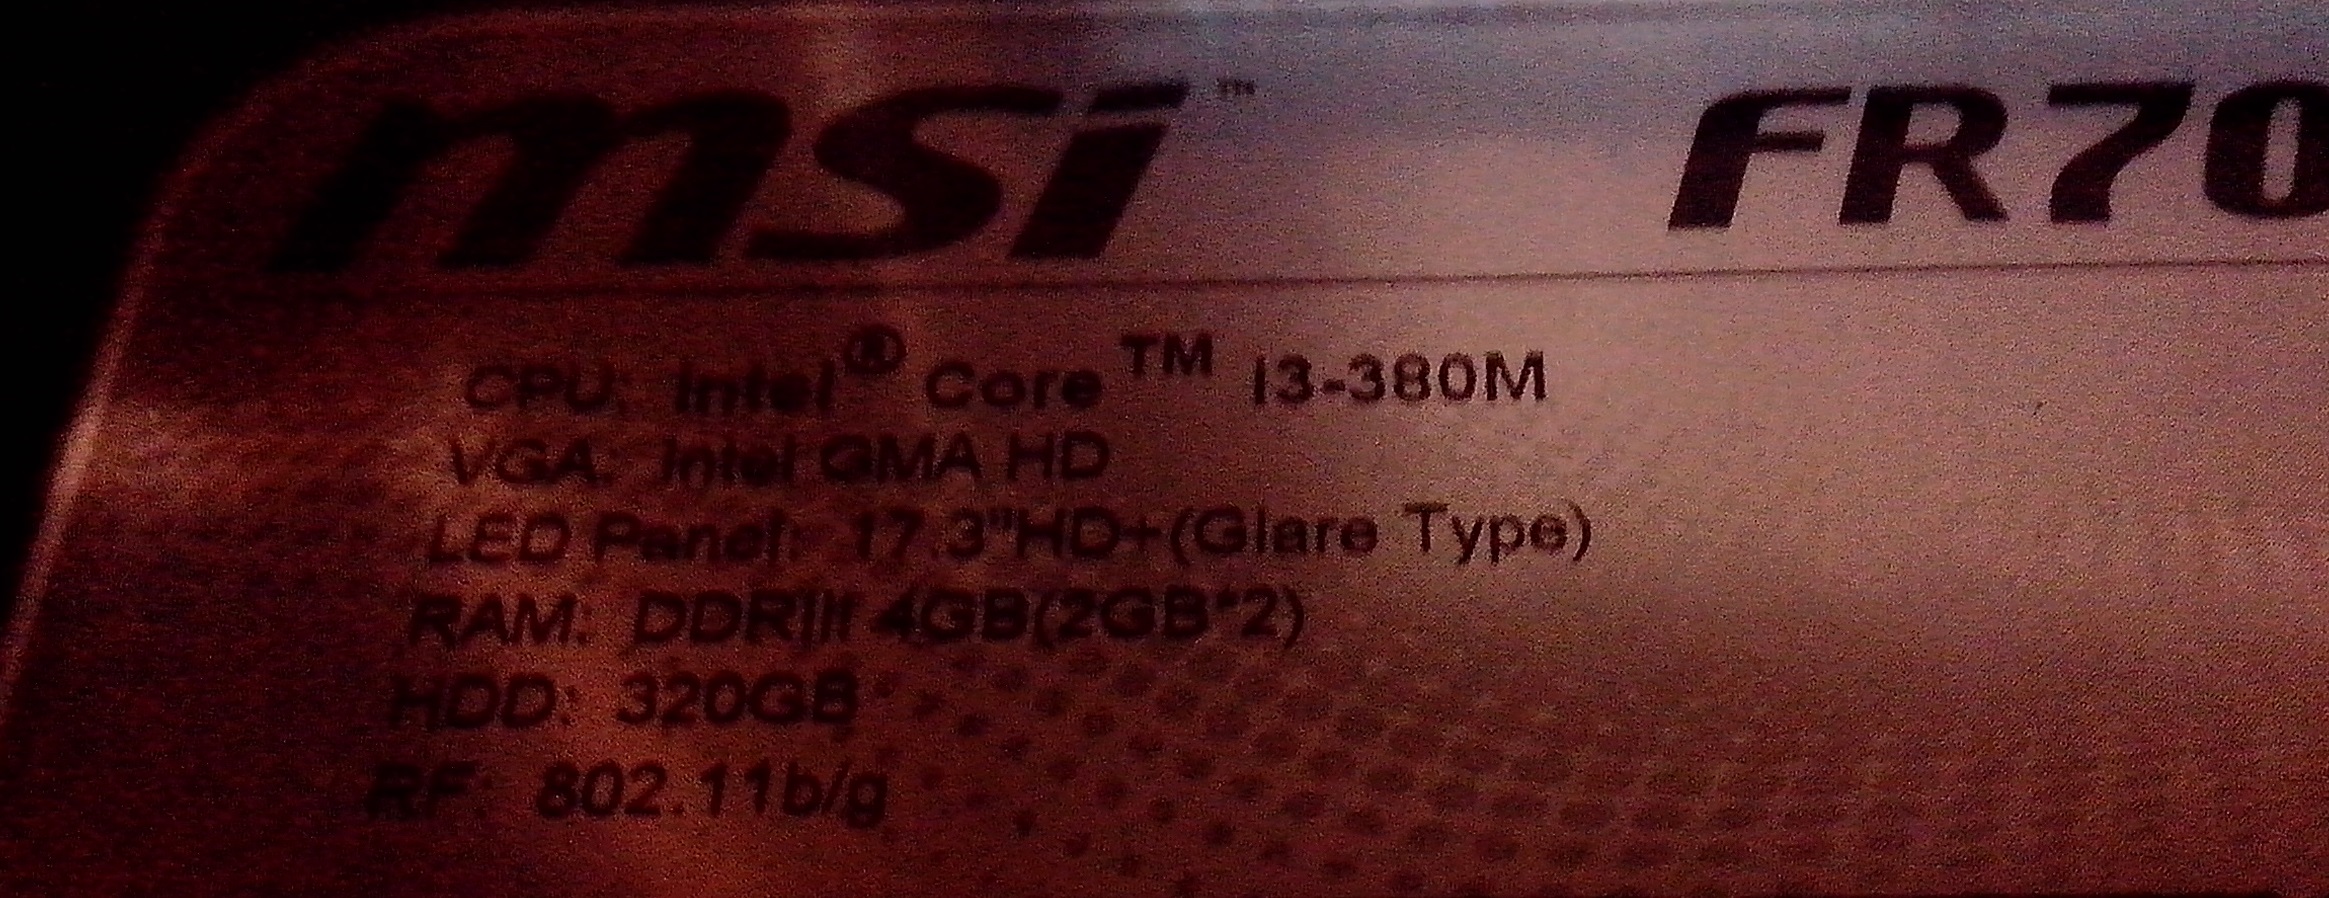 msi™ FR70
CPU: Intel® Core™ i3-380M
VGA: Intel GMA HD
LED Panel: 17.3"HD+(Glare Type)
RAM: DDRIII 4GB(2GB*2)
HDD: 320GB
RF: 802.11b/g